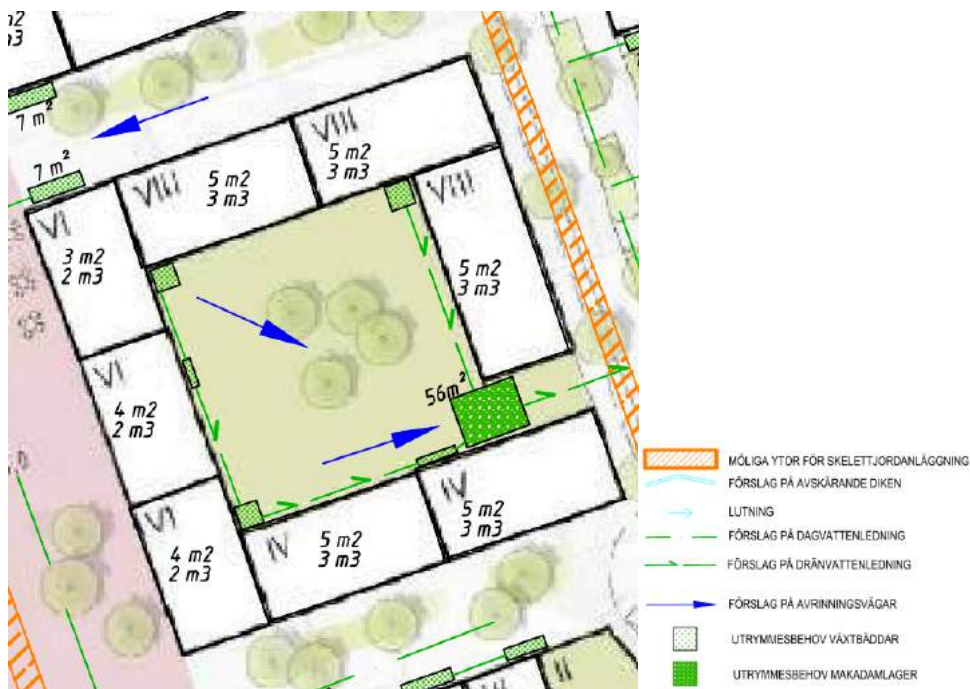 m2
m3
7 m²
7 m²
VIII
5 m2
3 m3
VIII
5 m2
3 m3
VIII
5 m2
3 m3
VI
3 m2
2 m3
VI
4 m2
2 m3
VI
4 m2
2 m3
56m²
IV
5 m2
3 m3
IV
5 m2
3 m3
II
MÖLIGA YTOR FÖR SKELETTJORDANLÄGGNING
FÖRSLAG PÅ AVSKÄRANDE DIKEN
LUTNING
FÖRSLAG PÅ DAGVATTENLEDNING
FÖRSLAG PÅ DRÄNVATTENLEDNING
FÖRSLAG PÅ AVRINNINGSVÄGAR
UTRYMMESBEHOV VÄXTBÄDDAR
UTRYMMESBEHOV MAKADAMLAGER